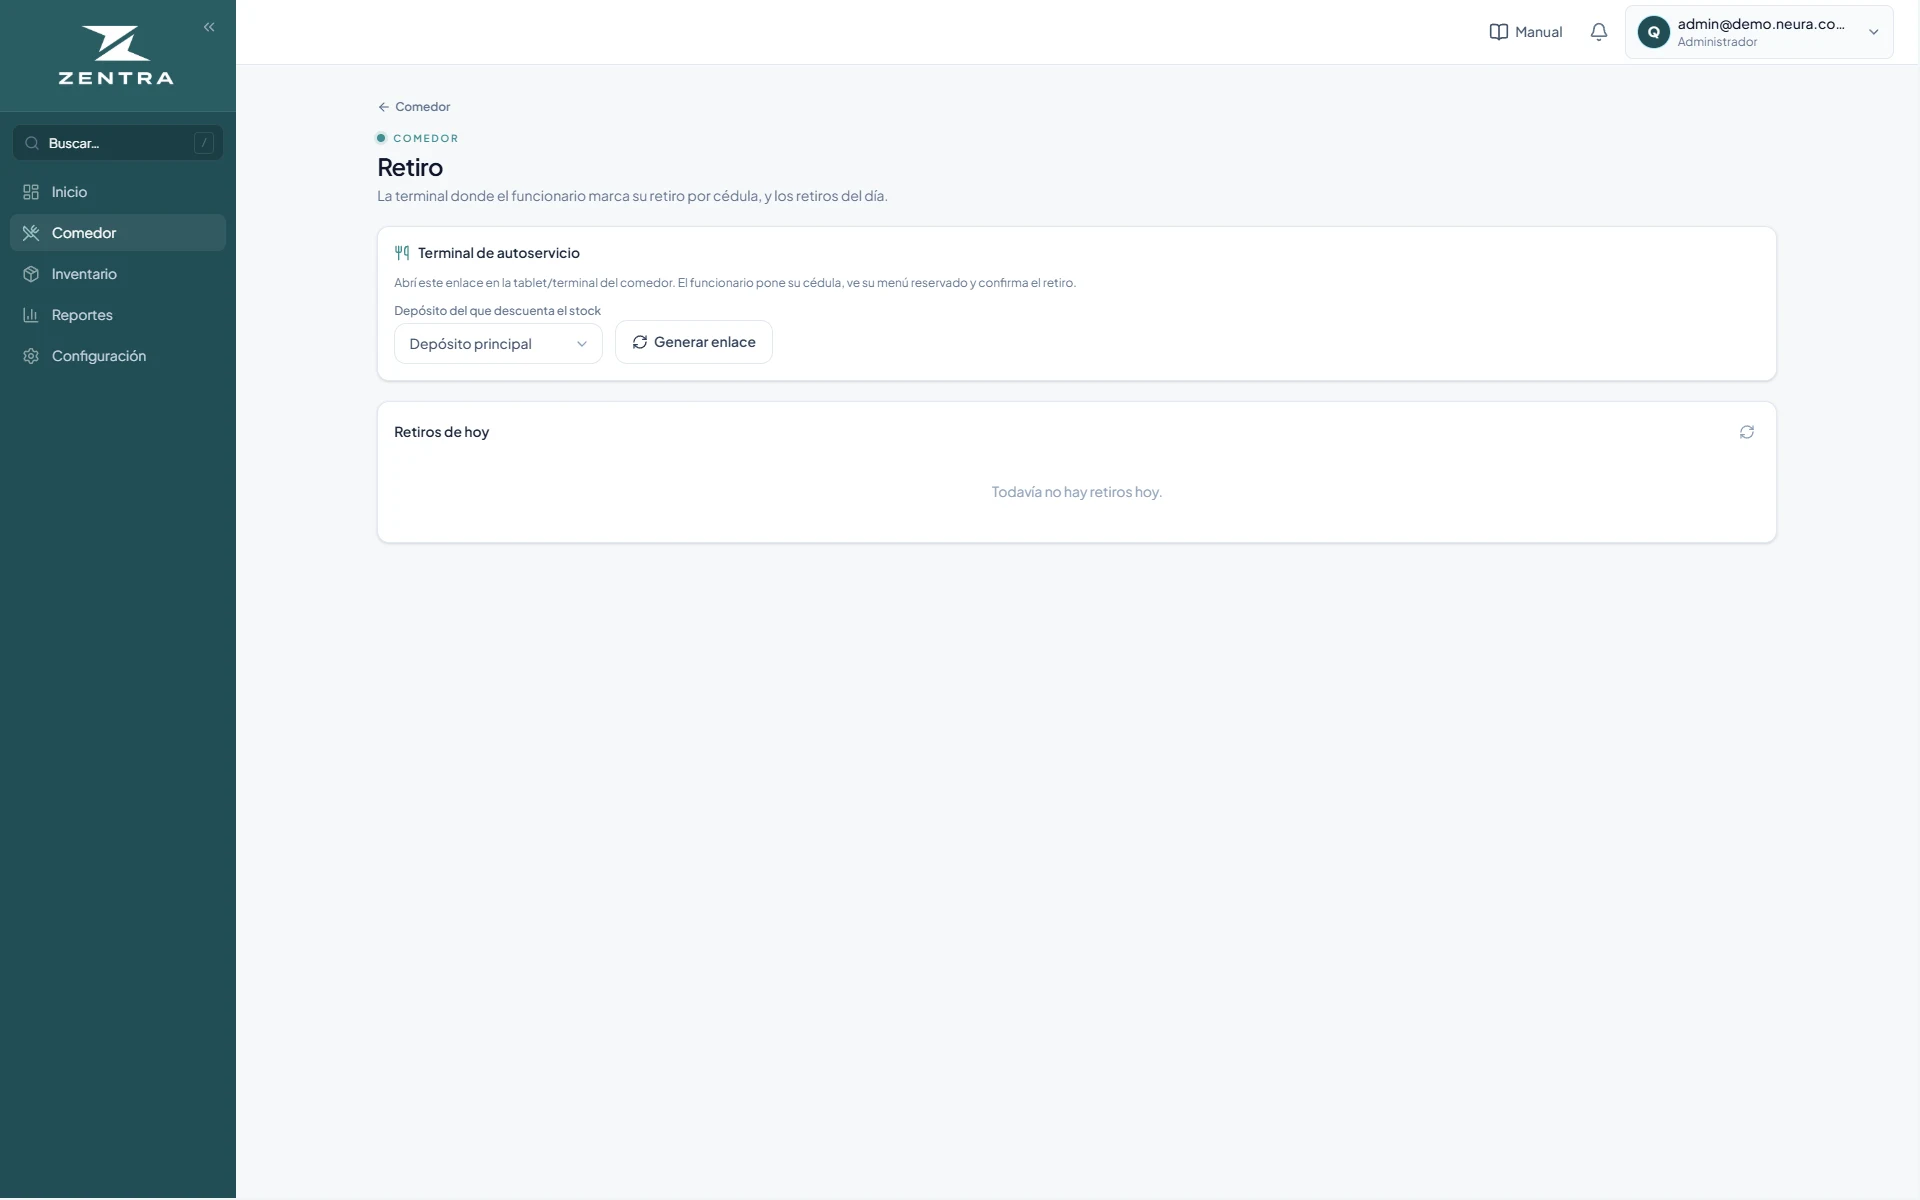 ZENTRA
Buscar...
/
Inicio
Comedor
Inventario
Reportes
Configuración
Manual
Q
admin@demo.neura.co...
Administrador
Comedor
COMEDOR
Retiro
La terminal donde el funcionario marca su retiro por cédula, y los retiros del día.
Terminal de autoservicio
Abrí este enlace en la tablet/terminal del comedor. El funcionario pone su cédula, ve su menú reservado y confirma el retiro.
Depósito del que descuenta el stock
Depósito principal
Generar enlace
Retiros de hoy
Todavía no hay retiros hoy.